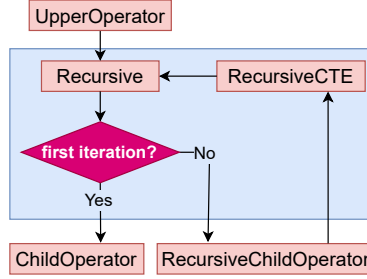 UpperOperator
Recursive
RecursiveCTE
first iteration?
No
Yes
ChildOperator
RecursiveChildOperator